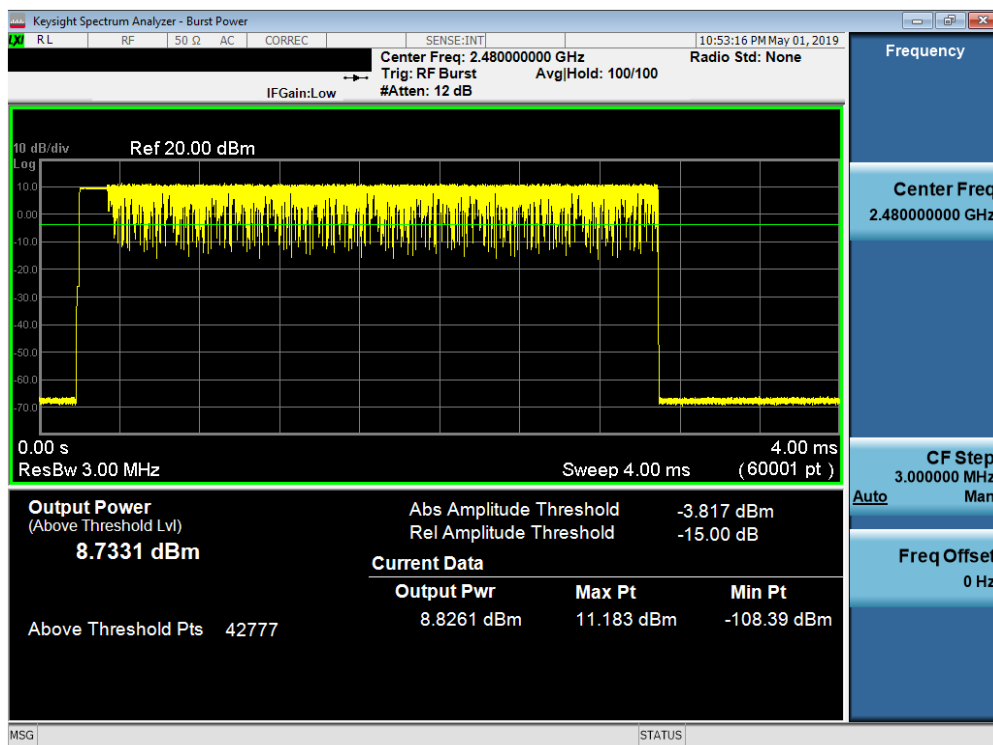 Keysight Spectrum Analyzer - Burst Power
LXI RL RF 50 Ω AC CORREC SENSE:INT 10:53:16 PM May 01, 2019
Center Freq: 2.480000000 GHz Radio Std: None
Trig: RF Burst Avg|Hold: 100/100
IFGain:Low #Atten: 12 dB
10 dB/div Ref 20.00 dBm
Log
10.0
0.00
-10.0
-20.0
-30.0
-40.0
-50.0
-60.0
-70.0
0.00 s 4.00 ms
ResBw 3.00 MHz Sweep 4.00 ms (60001 pt)
Output Power
(Above Threshold Lvl)
8.7331 dBm
Above Threshold Pts 42777
Abs Amplitude Threshold -3.817 dBm
Rel Amplitude Threshold -15.00 dB
Current Data
Output Pwr Max Pt Min Pt
8.8261 dBm 11.183 dBm -108.39 dBm
Frequency
Center Freq
2.480000000 GHz
CF Step
3.000000 MHz
Auto Man
Freq Offset
0 Hz
MSG STATUS